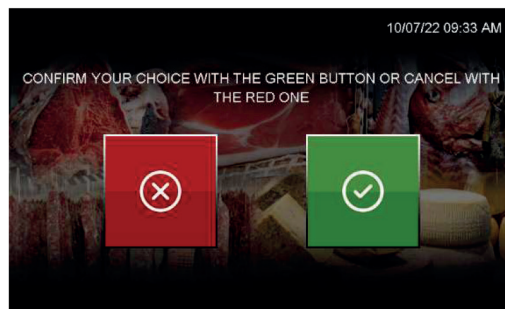 10/07/22 09:33 AM
CONFIRM YOUR CHOICE WITH THE GREEN BUTTON OR CANCEL WITH
THE RED ONE